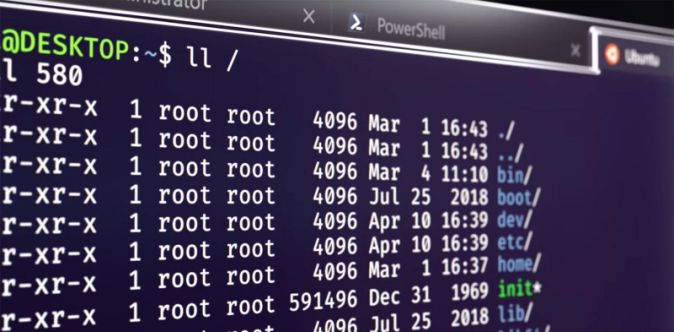 ministrator PowerShell Ubuntu
@DESKTOP:~$ ll /
l 580
r-xr-x 1 root root 4096 Mar 1 16:43 ./
r-xr-x 1 root root 4096 Mar 1 16:43 ../
r-xr-x 1 root root 4096 Mar 4 11:10 bin/
r-xr-x 1 root root 4096 Jul 25 2018 boot/
r-xr-x 1 root root 4096 Apr 10 16:39 dev/
r-xr-x 1 root root 4096 Apr 10 16:39 etc/
r-xr-x 1 root root 4096 Mar 1 16:37 home/
r-xr-x 1 root root 591496 Dec 31 1969 init*
r-xr-x 1 root root 4096 Jul 25 2018 lib/